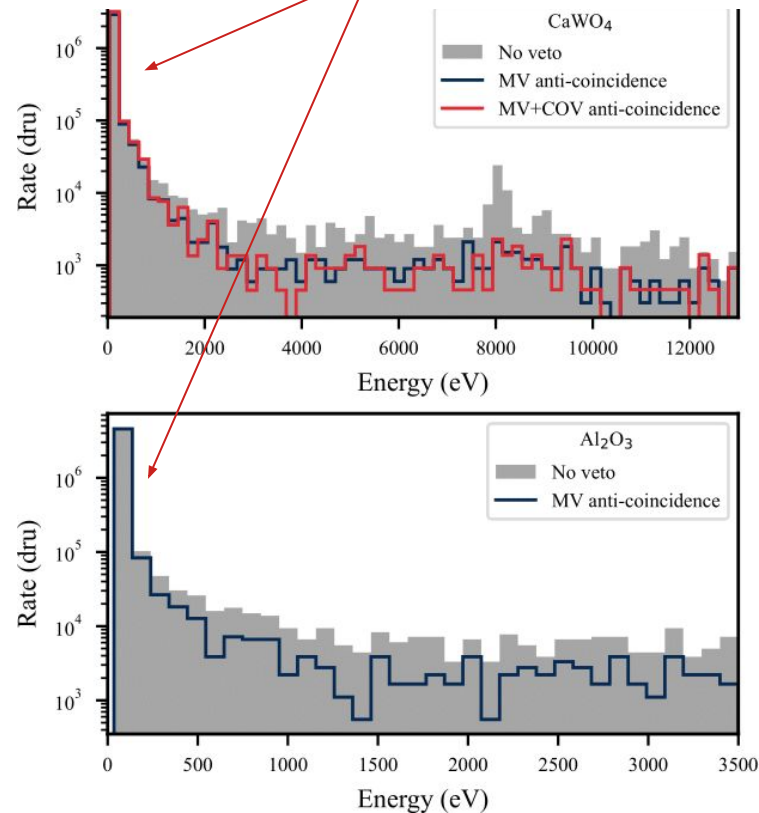 CaWO₄
No veto
MV anti-coincidence
MV+COV anti-coincidence
Rate (dru)
10⁶
10⁵
10⁴
10³
0 2000 4000 6000 8000 10000 12000
Energy (eV)
Al₂O₃
No veto
MV anti-coincidence
Rate (dru)
10⁶
10⁵
10⁴
10³
0 500 1000 1500 2000 2500 3000 3500
Energy (eV)